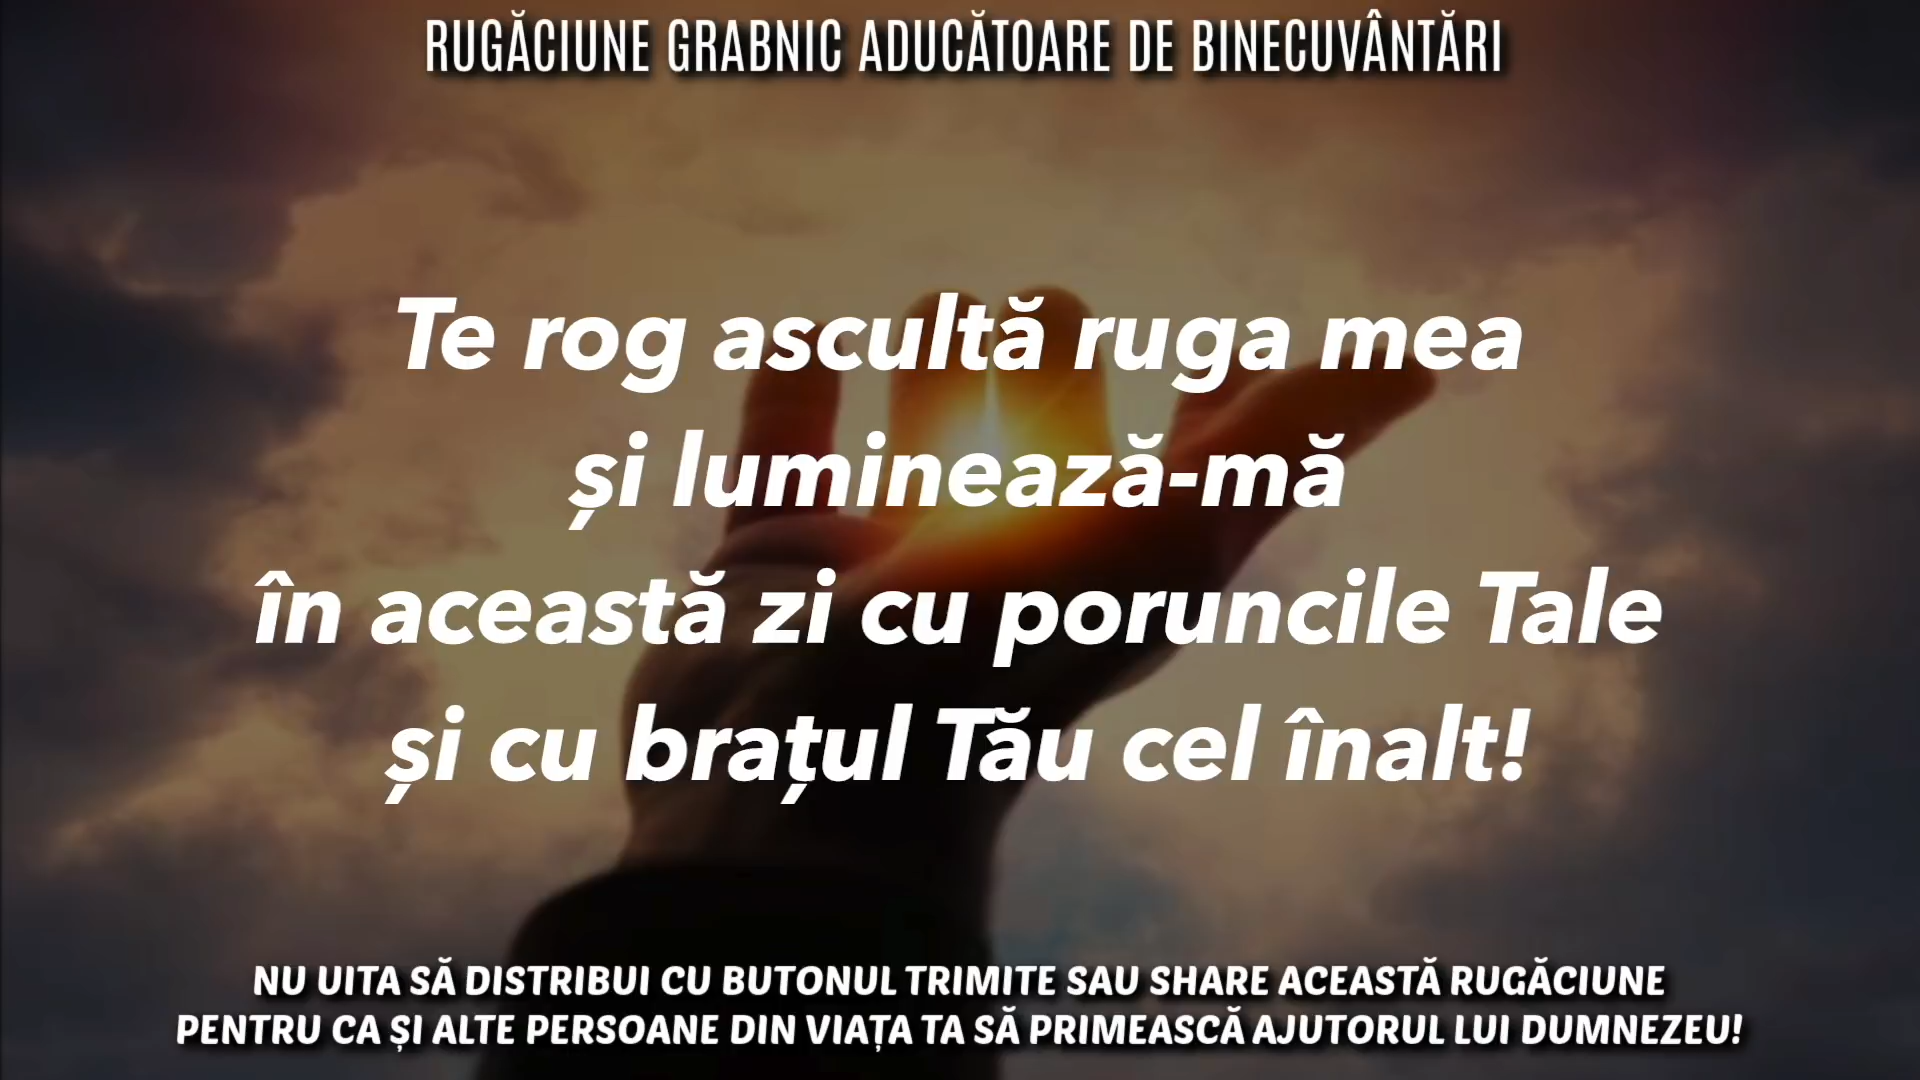 RUGĂCIUNE GRABNIC ADUCĂTOARE DE BINECUVÂNTĂRI
Te rog ascultă ruga mea
și luminează-mă
în această zi cu poruncile Tale
și cu brațul Tău cel înalt!
NU UITA SĂ DISTRIBUI CU BUTONUL TRIMITE SAU SHARE ACEASTĂ RUGĂCIUNE
PENTRU CA ȘI ALTE PERSOANE DIN VIAȚA TA SĂ PRIMEASCĂ AJUTORUL LUI DUMNEZEU!